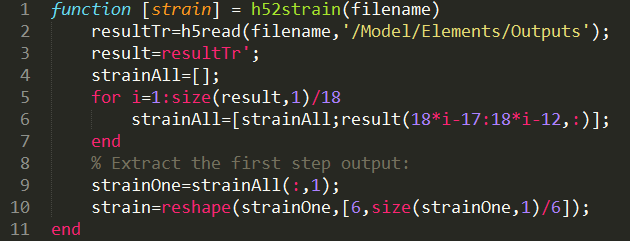 1 function [strain] = h52strain(filename)
2 resultTr=h5read(filename,'/Model/Elements/Outputs');
3 result=resultTr';
4 strainAll=[];
5 for i=1:size(result,1)/18
6 strainAll=[strainAll;result(18*i-17:18*i-12,:)];
7 end
8 % Extract the first step output:
9 strainOne=strainAll(:,1);
10 strain=reshape(strainOne,[6,size(strainOne,1)/6]);
11 end